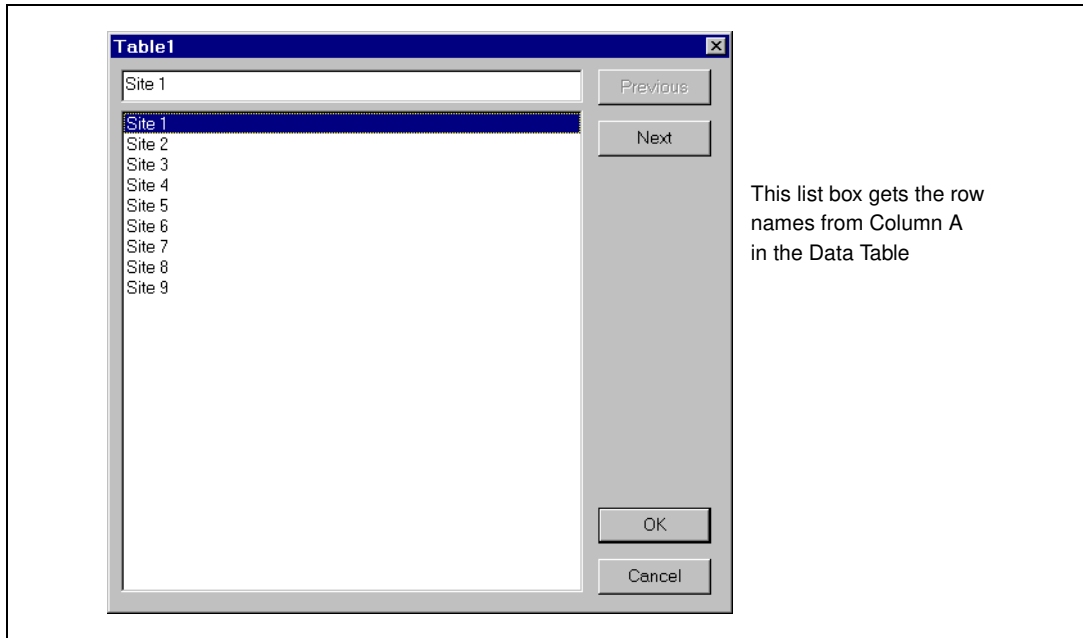 Table1
Site 1
Previous
Site 1
Site 2
Site 3
Site 4
Site 5
Site 6
Site 7
Site 8
Site 9
Next
This list box gets the row
names from Column A
in the Data Table
OK
Cancel